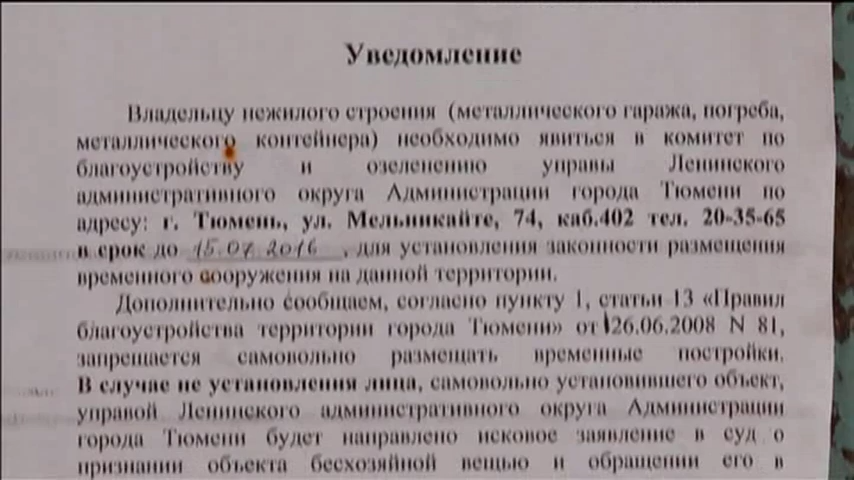 Уведомление
Владельцу нежилого строения (металлического гаража, погреба,
металлического контейнера) необходимо явиться в комитет по
благоустройству и озеленению управы Ленинского
административного округа Администрации города Тюмени по
адресу: г. Тюмень, ул. Мельникайте, 74, каб.402 тел. 20-35-65
в срок до 15.07.2016, для установления законности размещения
временного сооружения на данной территории.
Дополнительно сообщаем, согласно пункту 1, статьи 13 «Правил
благоустройства территории города Тюмени» от 26.06.2008 N 81,
запрещается самовольно размещать временные постройки.
В случае не установления лица, самовольно установившего объект,
управой Ленинского административного округа Администрации
города Тюмени будет направлено исковое заявление в суд о
признании объекта бесхозяйной вещью и обращении его в